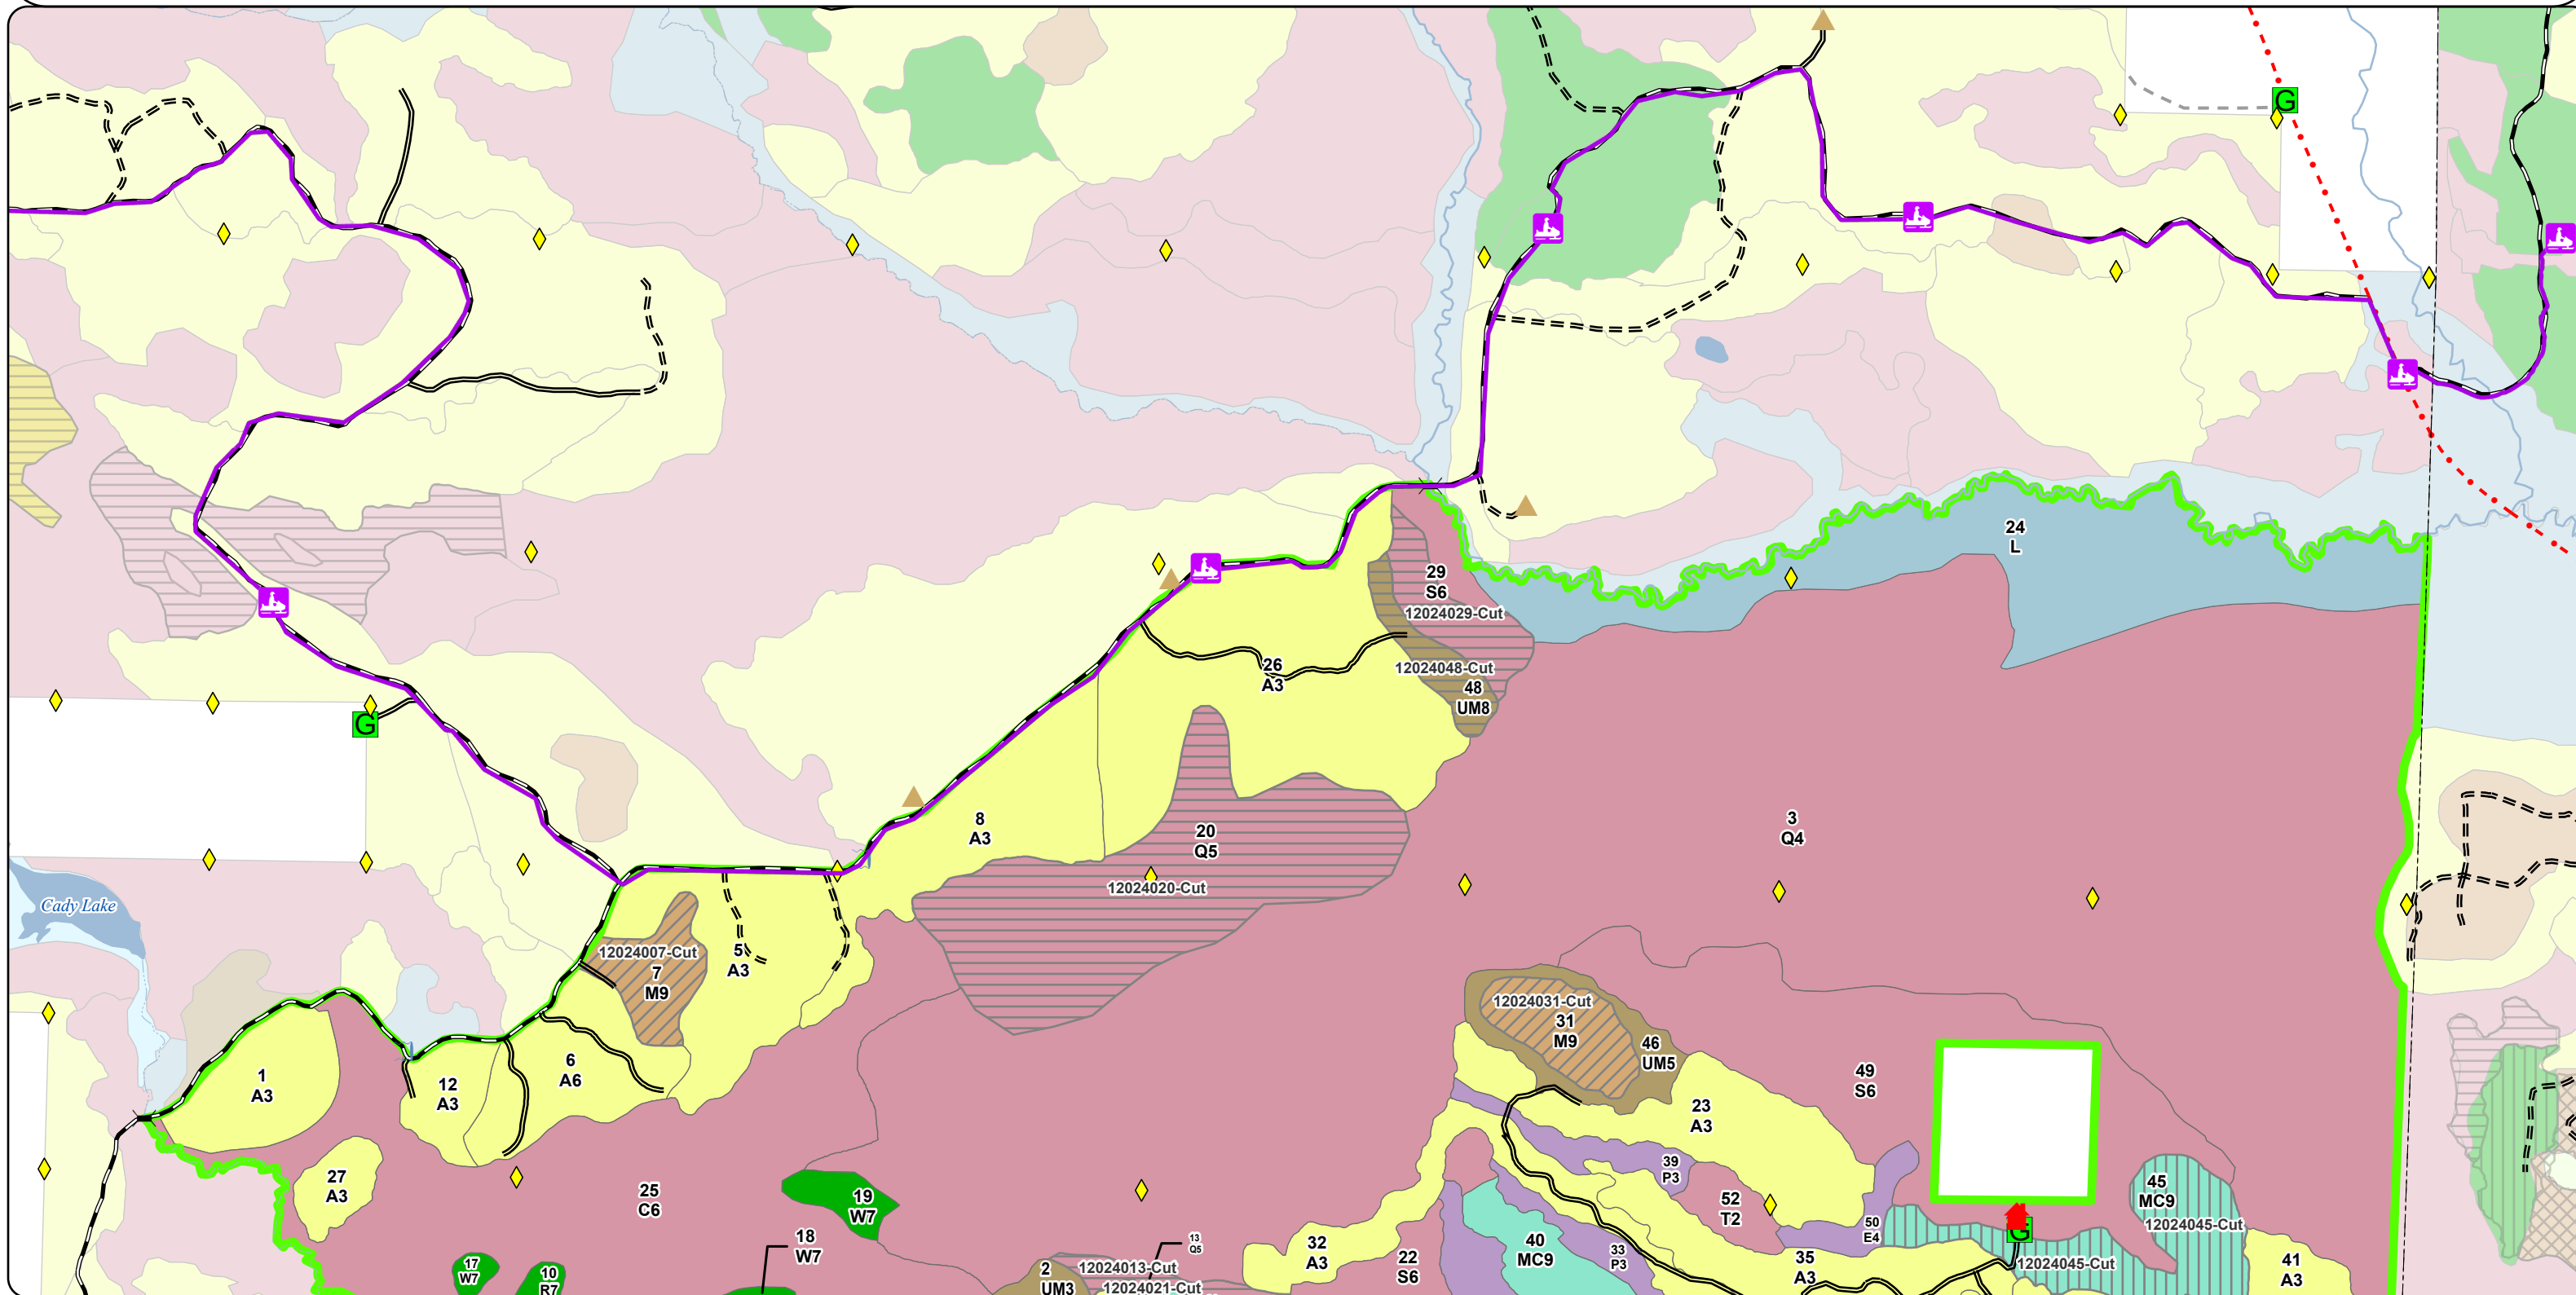 G
24
L
29
S6
12024029-Cut
26
A3
12024048-Cut
48
UM8
G
8
A3
20
Q5
3
Q4
12024020-Cut
Cady Lake
12024007-Cut
7
M9
5
A3
12024031-Cut
31
M9
46
UM5
1
A3
12
A3
6
A6
49
S6
23
A3
27
A3
25
C6
19
W7
39
P3
52
T2
45
MC9
12024045-Cut
50
E4
G
18
W7
13
Q5
32
A3
22
S6
40
MC9
33
P3
35
A3
12024045-Cut
41
A3
17
W7
10
R7
2
UM3
12024013-Cut
12024021-Cut